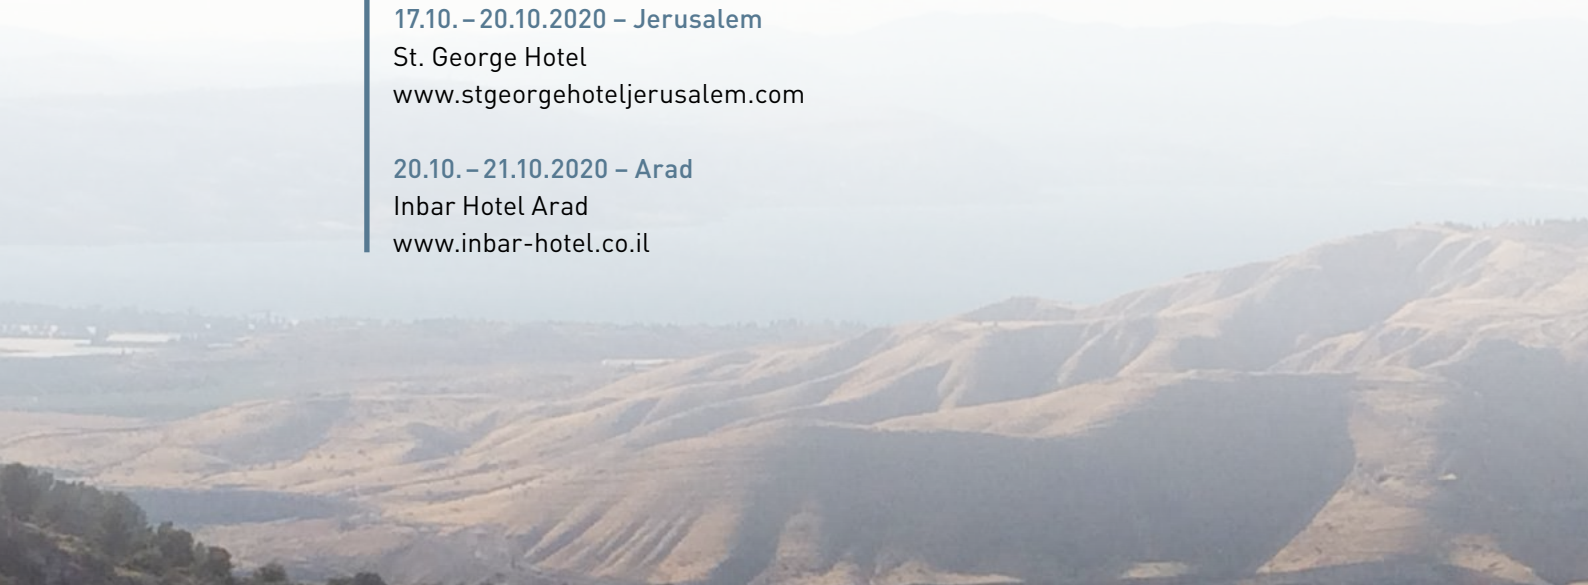 17.10. – 20.10.2020 – Jerusalem
St. George Hotel
www.stgeorgehoteljerusalem.com
20.10. – 21.10.2020 – Arad
Inbar Hotel Arad
www.inbar-hotel.co.il